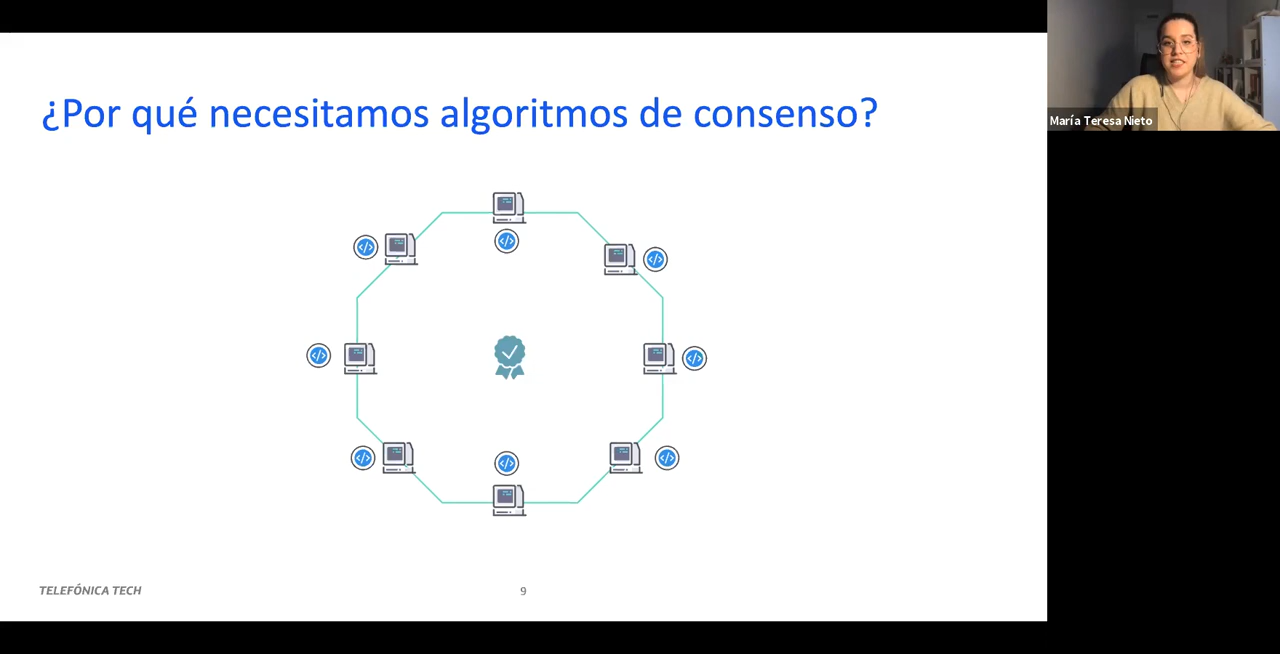 ¿Por qué necesitamos algoritmos de consenso?
María Teresa Nieto
TELEFÓNICA TECH
9